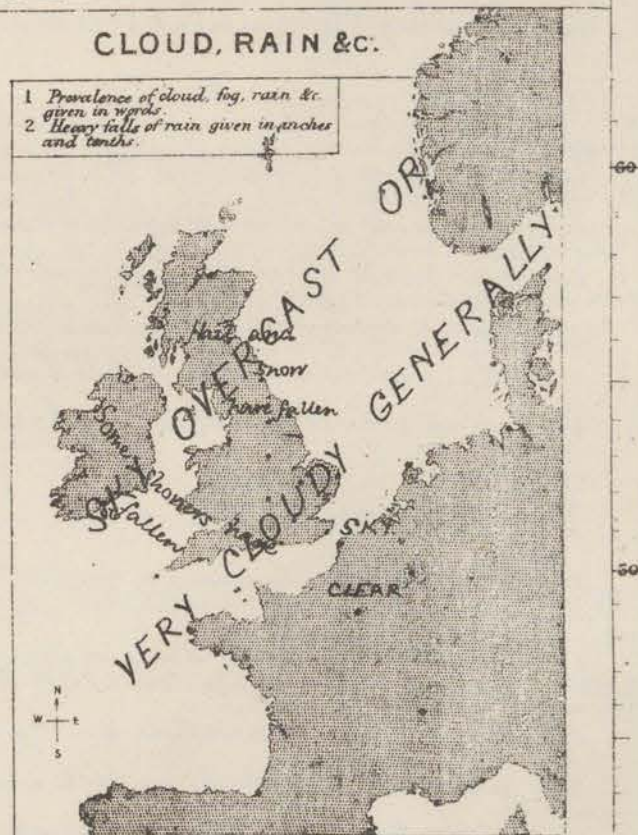 CLOUD, RAIN &c.
1 Prevalence of cloud, fog, rain &c.
given in words.
2 Heavy falls of rain given in inches
and tenths.
60
SKY OVERCAST OR
VERY CLOUDY GENERALLY
Hail and
Snow
have fallen
Some showers have
fallen
SKY
CLEAR
50
N
W E
S